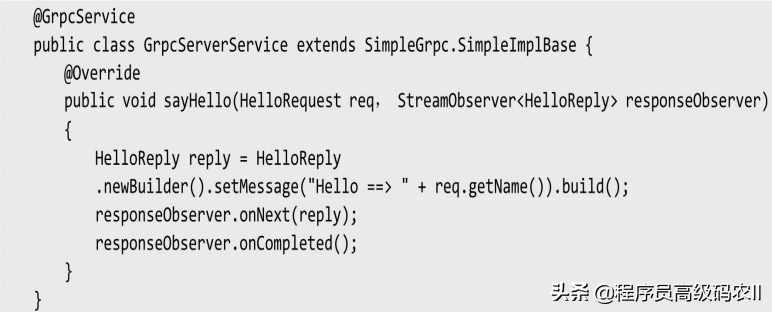 @GrpcService
public class GrpcServerService extends SimpleGrpc.SimpleImplBase {
@Override
public void sayHello(HelloRequest req， StreamObserver<HelloReply> responseObserver)
{
HelloReply reply = HelloReply
.newBuilder().setMessage("Hello ==> " + req.getName()).build();
responseObserver.onNext(reply);
responseObserver.onCompleted();
}
}
头条 @程序员高级码农II